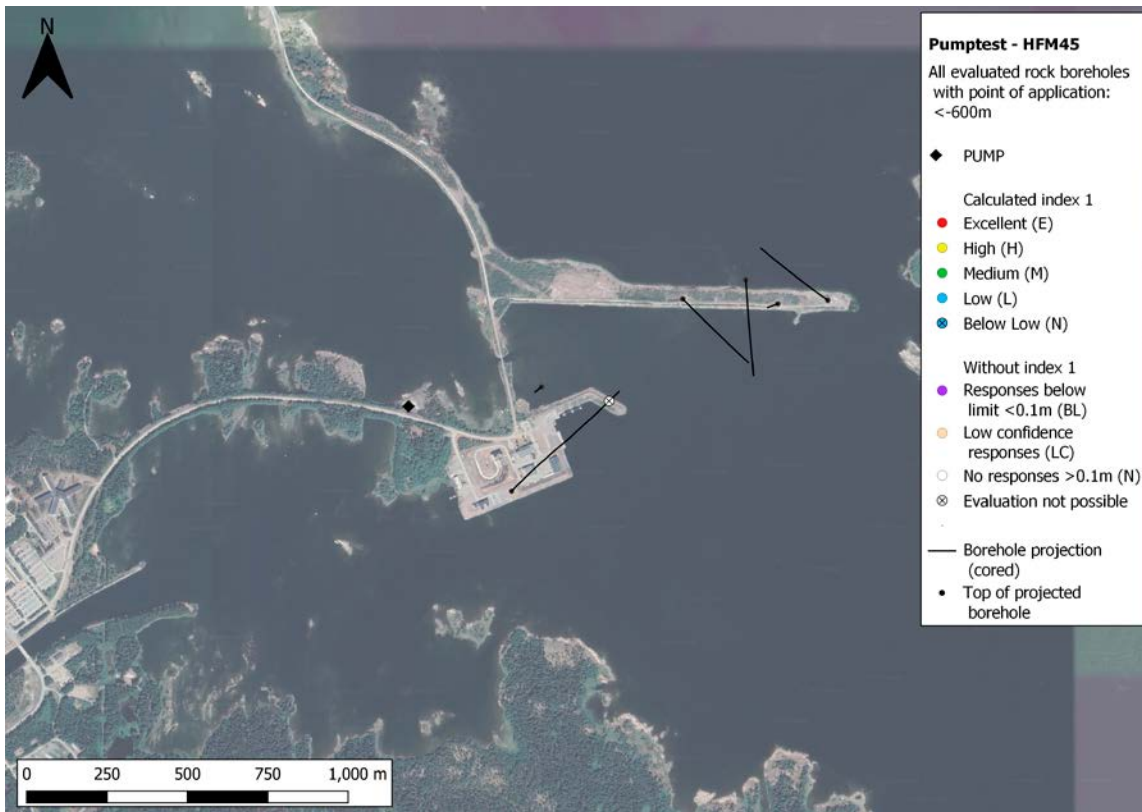 N
Pumptest - HFM45
All evaluated rock boreholes
with point of application:
<-600m
PUMP
Calculated index 1
Excellent (E)
High (H)
Medium (M)
Low (L)
Below Low (N)
Without index 1
Responses below
limit <0.1m (BL)
Low confidence
responses (LC)
No responses >0.1m (N)
Evaluation not possible
Borehole projection
(cored)
Top of projected
borehole
0 250 500 750 1,000 m